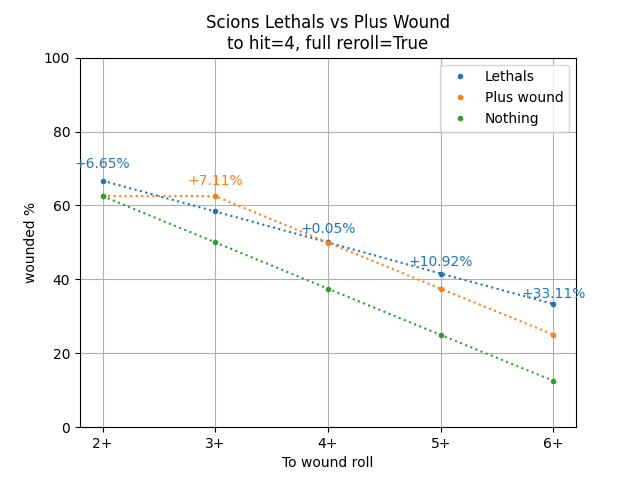 Scions Lethals vs Plus Wound
to hit=4, full reroll=True
100
80
60
40
20
0
wounded %
Lethals
Plus wound
Nothing
+6.65%
+7.11%
+0.05%
+10.92%
+33.11%
2+
3+
4+
5+
6+
To wound roll